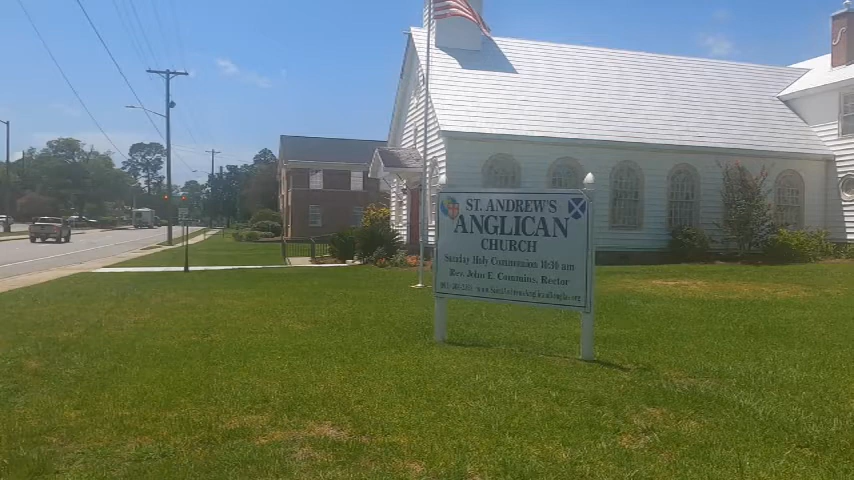 ST. ANDREW'S
ANGLICAN
CHURCH
Sunday Holy Communion 10:30 am
Rev. John E. Cummins, Rector